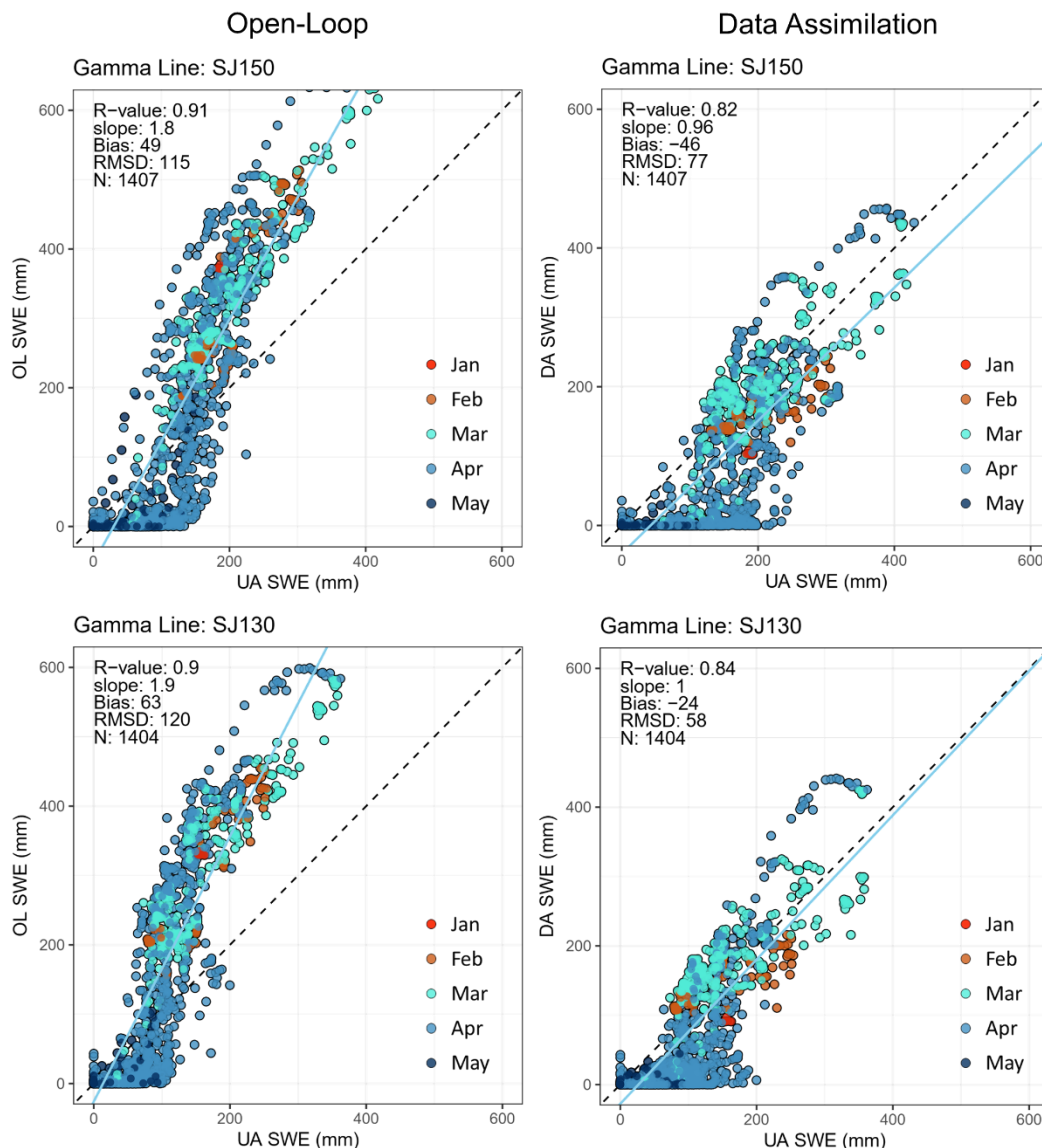 Open-Loop
Data Assimilation
Gamma Line: SJ150
R−value: 0.91
slope: 1.8
Bias: 49
RMSD: 115
N: 1407
600
400
200
0
OL SWE (mm)
Jan
Feb
Mar
Apr
May
0
200
400
600
UA SWE (mm)
Gamma Line: SJ150
R−value: 0.82
slope: 0.96
Bias: −46
RMSD: 77
N: 1407
600
400
200
0
DA SWE (mm)
Jan
Feb
Mar
Apr
May
0
200
400
600
UA SWE (mm)
Gamma Line: SJ130
R−value: 0.9
slope: 1.9
Bias: 63
RMSD: 120
N: 1404
600
400
200
0
OL SWE (mm)
Jan
Feb
Mar
Apr
May
0
200
400
600
UA SWE (mm)
Gamma Line: SJ130
R−value: 0.84
slope: 1
Bias: −24
RMSD: 58
N: 1404
600
400
200
0
DA SWE (mm)
Jan
Feb
Mar
Apr
May
0
200
400
600
UA SWE (mm)